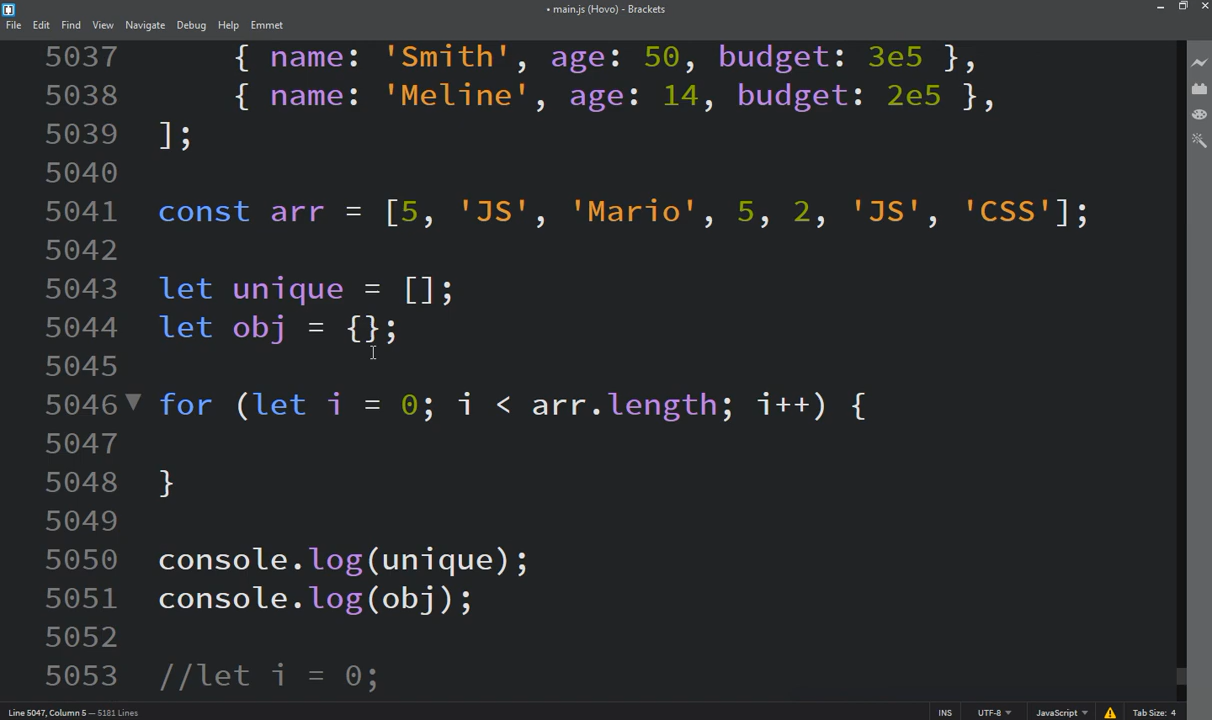 • main.js (Hovo) - Brackets
File Edit Find View Navigate Debug Help Emmet
5037 { name: 'Smith', age: 50, budget: 3e5 },
5038 { name: 'Meline', age: 14, budget: 2e5 },
5039 ];
5040
5041 const arr = [5, 'JS', 'Mario', 5, 2, 'JS', 'CSS'];
5042
5043 let unique = [];
5044 let obj = {};
5045
5046 for (let i = 0; i < arr.length; i++) {
5047
5048 }
5049
5050 console.log(unique);
5051 console.log(obj);
5052
5053 //let i = 0;
Line 5047, Column 5 — 5181 Lines INS UTF-8 JavaScript Tab Size: 4